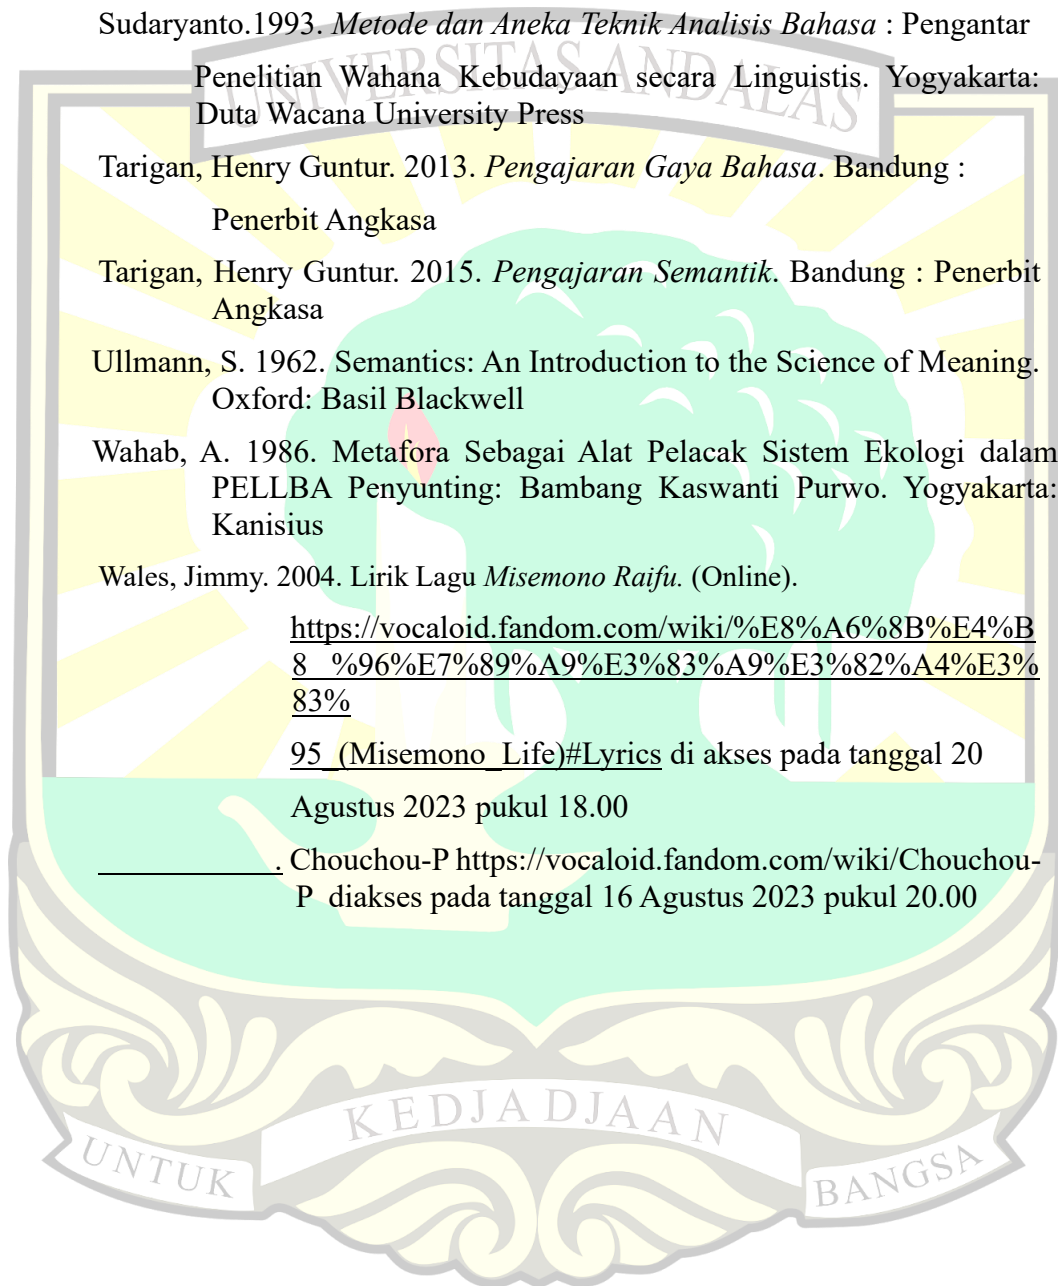 Sudaryanto.1993. Metode dan Aneka Teknik Analisis Bahasa : Pengantar
Penelitian Wahana Kebudayaan secara Linguistis. Yogyakarta:
Duta Wacana University Press
Tarigan, Henry Guntur. 2013. Pengajaran Gaya Bahasa. Bandung :
Penerbit Angkasa
Tarigan, Henry Guntur. 2015. Pengajaran Semantik. Bandung : Penerbit
Angkasa
Ullmann, S. 1962. Semantics: An Introduction to the Science of Meaning.
Oxford: Basil Blackwell
Wahab, A. 1986. Metafora Sebagai Alat Pelacak Sistem Ekologi dalam
PELLBA Penyunting: Bambang Kaswanti Purwo. Yogyakarta:
Kanisius
Wales, Jimmy. 2004. Lirik Lagu Misemono Raifu. (Online).
https://vocaloid.fandom.com/wiki/%E8%A6%8B%E4%B
8_%96%E7%89%A9%E3%83%A9%E3%82%A4%E3%
83%
95_(Misemono_Life)#Lyrics di akses pada tanggal 20
Agustus 2023 pukul 18.00
____________. Chouchou-P https://vocaloid.fandom.com/wiki/Chouchou-
P diakses pada tanggal 16 Agustus 2023 pukul 20.00
UNIVERSITAS ANDALAS
UNTUK KEDJADJAAN BANGSA